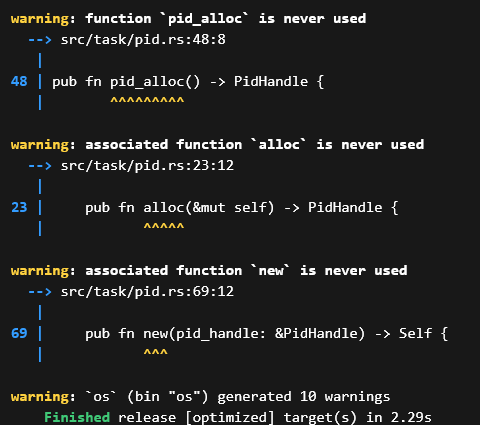 warning: function `pid_alloc` is never used
  --> src/task/pid.rs:48:8
   |
48 | pub fn pid_alloc() -> PidHandle {
   |        ^^^^^^^^^
warning: associated function `alloc` is never used
  --> src/task/pid.rs:23:12
   |
23 |     pub fn alloc(&mut self) -> PidHandle {
   |            ^^^^^
warning: associated function `new` is never used
  --> src/task/pid.rs:69:12
   |
69 |     pub fn new(pid_handle: &PidHandle) -> Self {
   |            ^^^
warning: `os` (bin "os") generated 10 warnings
    Finished release [optimized] target(s) in 2.29s